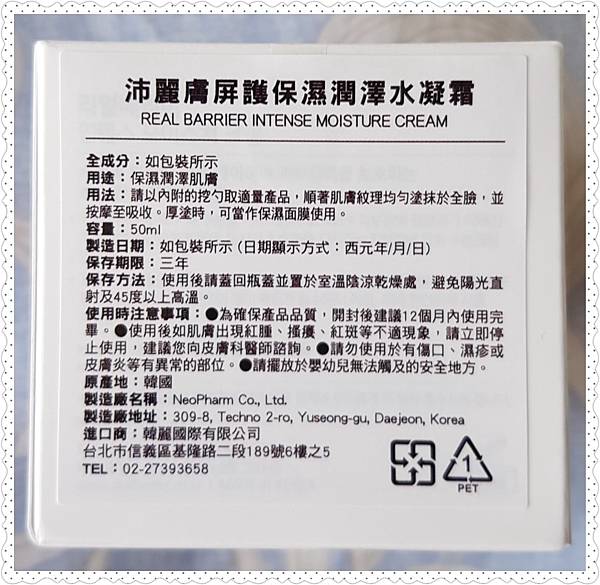 沛麗膚屏護保濕潤澤水凝霜
REAL BARRIER INTENSE MOISTURE CREAM
全成分：如包裝所示
用途：保濕潤澤肌膚
用法：請以內附的挖勺取適量產品，順著肌膚紋理均勻塗抹於全臉，並
按摩至吸收。厚塗時，可當作保濕面膜使用。
容量：50ml
製造日期：如包裝所示 (日期顯示方式：西元年/月/日)
保存期限：三年
保存方法：使用後請蓋回瓶蓋並置於室溫陰涼乾燥處，避免陽光直
射及45度以上高溫。
使用時注意事項：●為確保產品品質，開封後建議12個月內使用完
畢。●使用後如肌膚出現紅腫、搔癢、紅斑等不適現象，請立即停
止使用，建議您向皮膚科醫師諮詢。●請勿使用於有傷口、濕疹或
皮膚炎等有異常的部位。●請擺放於嬰幼兒無法觸及的安全地方。
原產地：韓國
製造廠名稱：NeoPharm Co., Ltd.
製造廠地址：309-8, Techno 2-ro, Yuseong-gu, Daejeon, Korea
進口商：韓麗國際有限公司
台北市信義區基隆路二段189號6樓之5
TEL：02-27393658
1
PET